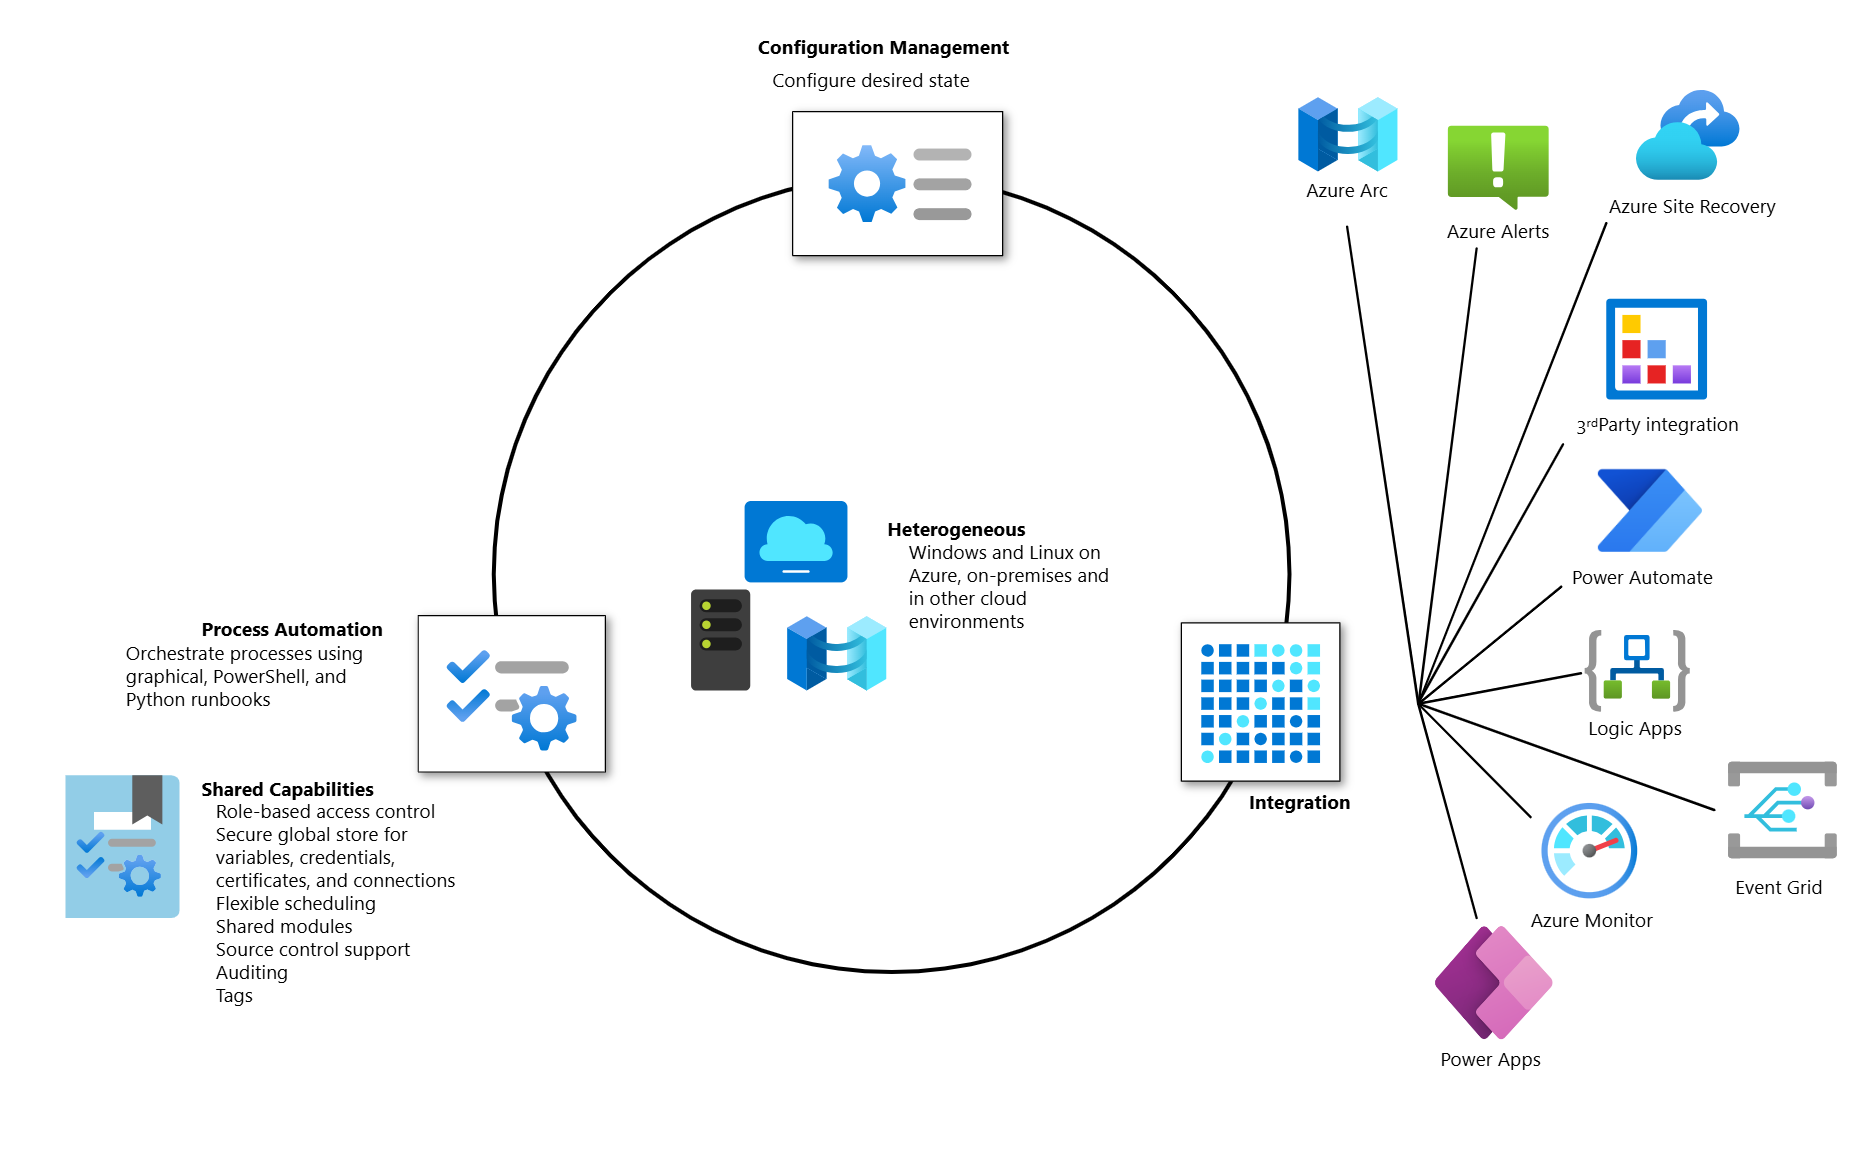 Configuration Management
Configure desired state
Azure Arc
Azure Alerts
Azure Site Recovery
3rdParty integration
Power Automate
Logic Apps
Event Grid
Azure Monitor
Power Apps
Heterogeneous
Windows and Linux on
Azure, on-premises and
in other cloud
environments
Process Automation
Orchestrate processes using
graphical, PowerShell, and
Python runbooks
Integration
Shared Capabilities
Role-based access control
Secure global store for
variables, credentials,
certificates, and connections
Flexible scheduling
Shared modules
Source control support
Auditing
Tags